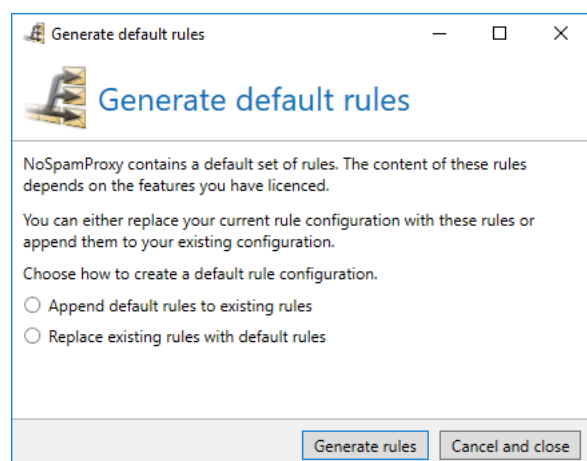 Generate default rules
Generate default rules
NoSpamProxy contains a default set of rules. The content of these rules
depends on the features you have licenced.
You can either replace your current rule configuration with these rules or
append them to your existing configuration.
Choose how to create a default rule configuration.
Append default rules to existing rules
Replace existing rules with default rules
Generate rules
Cancel and close